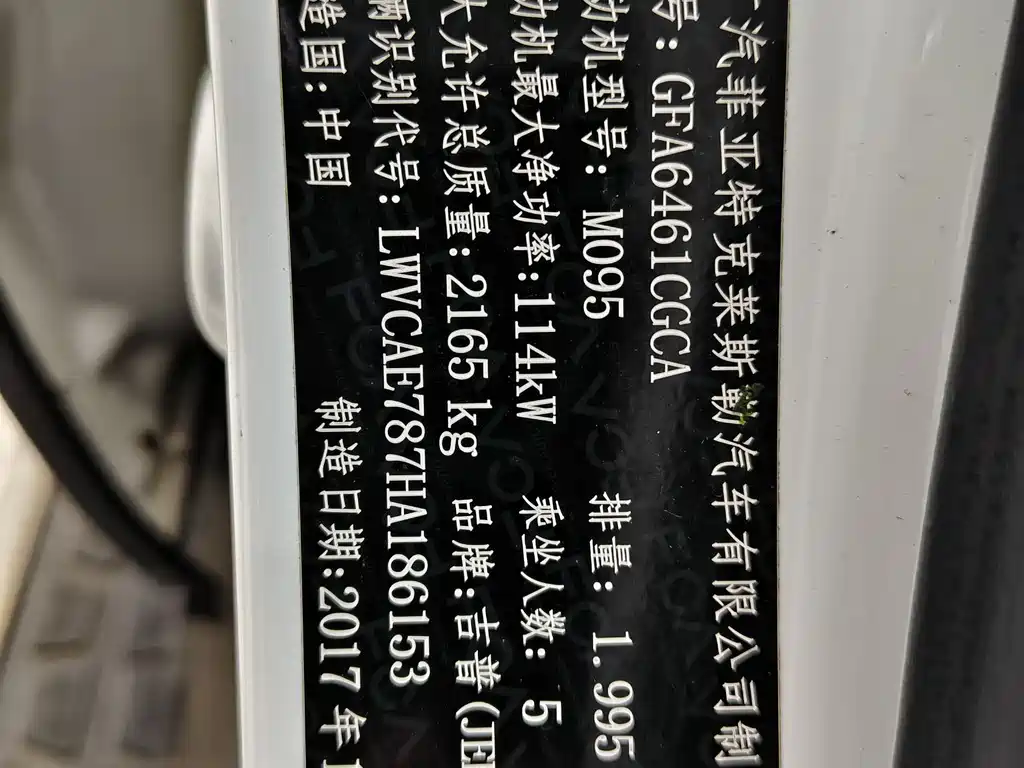 汽菲亚特克莱斯勒汽车有限公司制
号: GFA6461CGCA
动机型号: M095 排量: 1.995
动机最大净功率:114kW 乘坐人数: 5
大允许总质量:2165kg 品牌:吉普(JE
辆识别代号:LWVCAE787HA186153
造国:中国 制造日期:2017年1